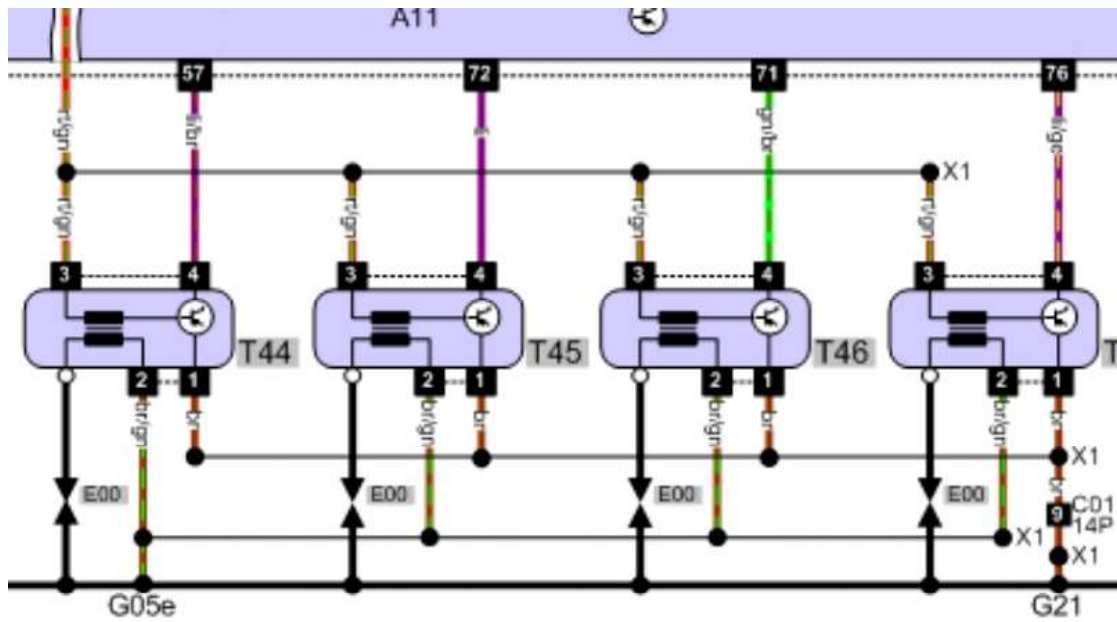 A11
57 72 71 76
rt/gn li/br li gn/br li/ge
X1
rt/gn rt/gn rt/gn rt/gn
3 4 3 4 3 4 3 4
T44 T45 T46 T
2 1 2 1 2 1 2 1
br/gn br br/gn br br/gn br br/gn br
X1
br
E00 E00 E00 E00
9 C01
14P
X1
X1
G05e G21